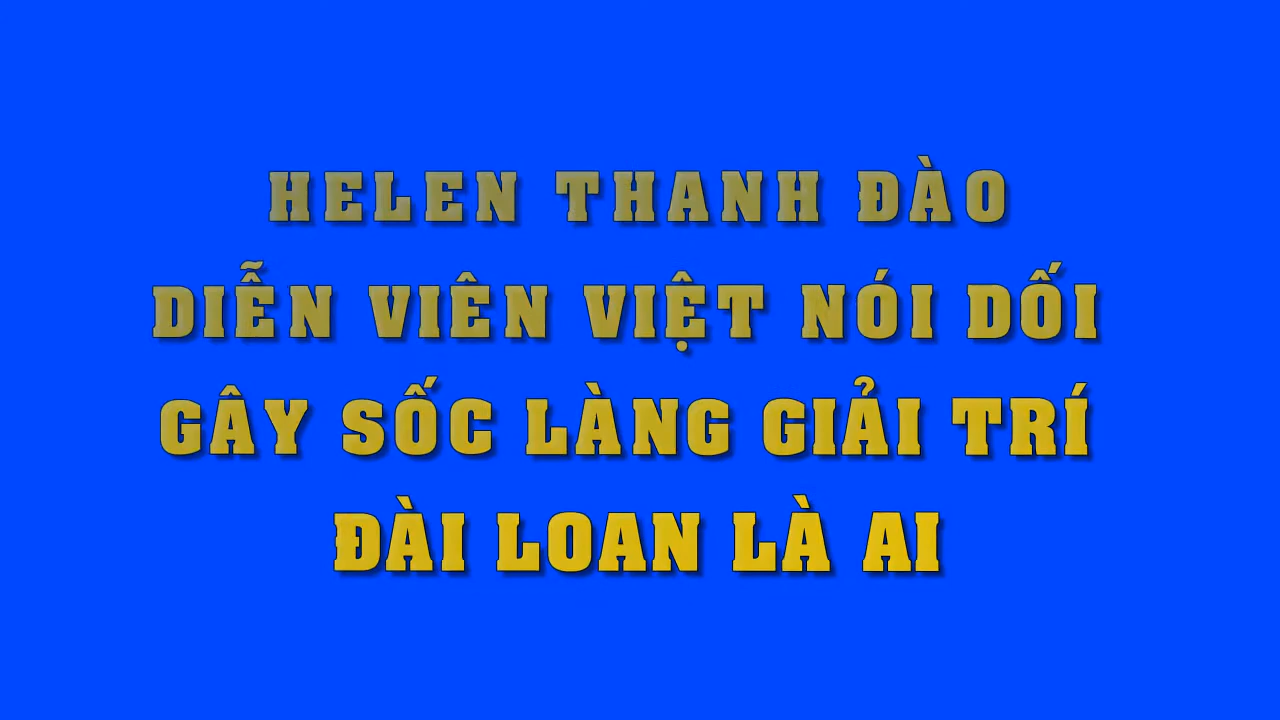 HELEN THANH ĐÀO
DIỄN VIÊN VIỆT NÓI DỐI
GÂY SỐC LÀNG GIẢI TRÍ
ĐÀI LOAN LÀ AI